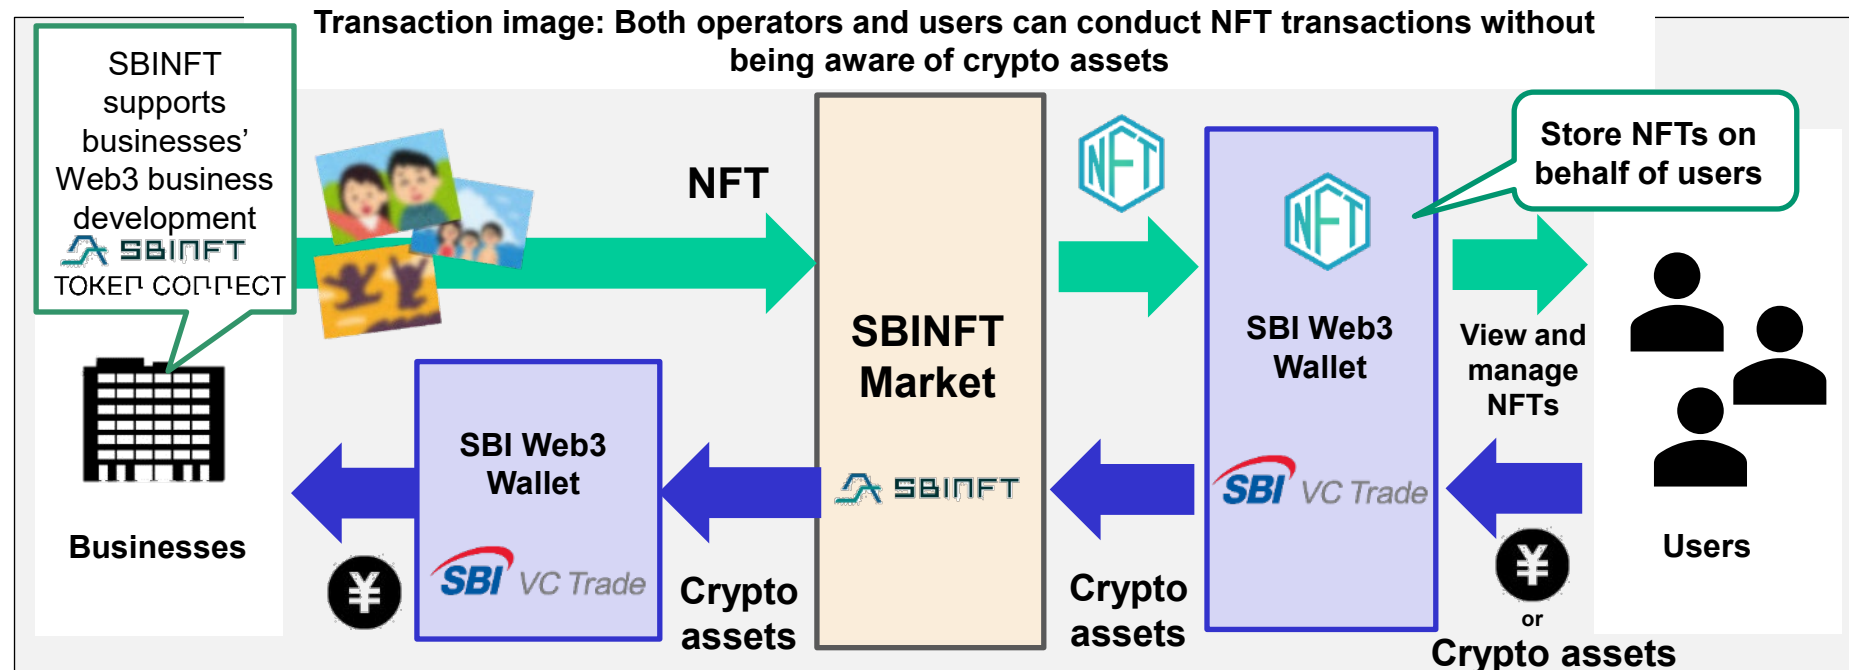 Transaction image: Both operators and users can conduct NFT transactions without
being aware of crypto assets
SBINFT
supports
businesses’
Web3 business
development
SBINFT
TOKEN CONNECT
Businesses
NFT
SBI Web3
Wallet
SBI VC Trade
¥
Crypto
assets
SBINFT
Market
SBINFT
NFT
Crypto
assets
NFT
SBI Web3
Wallet
SBI VC Trade
Store NFTs on
behalf of users
View and
manage
NFTs
¥
or
Crypto assets
Users